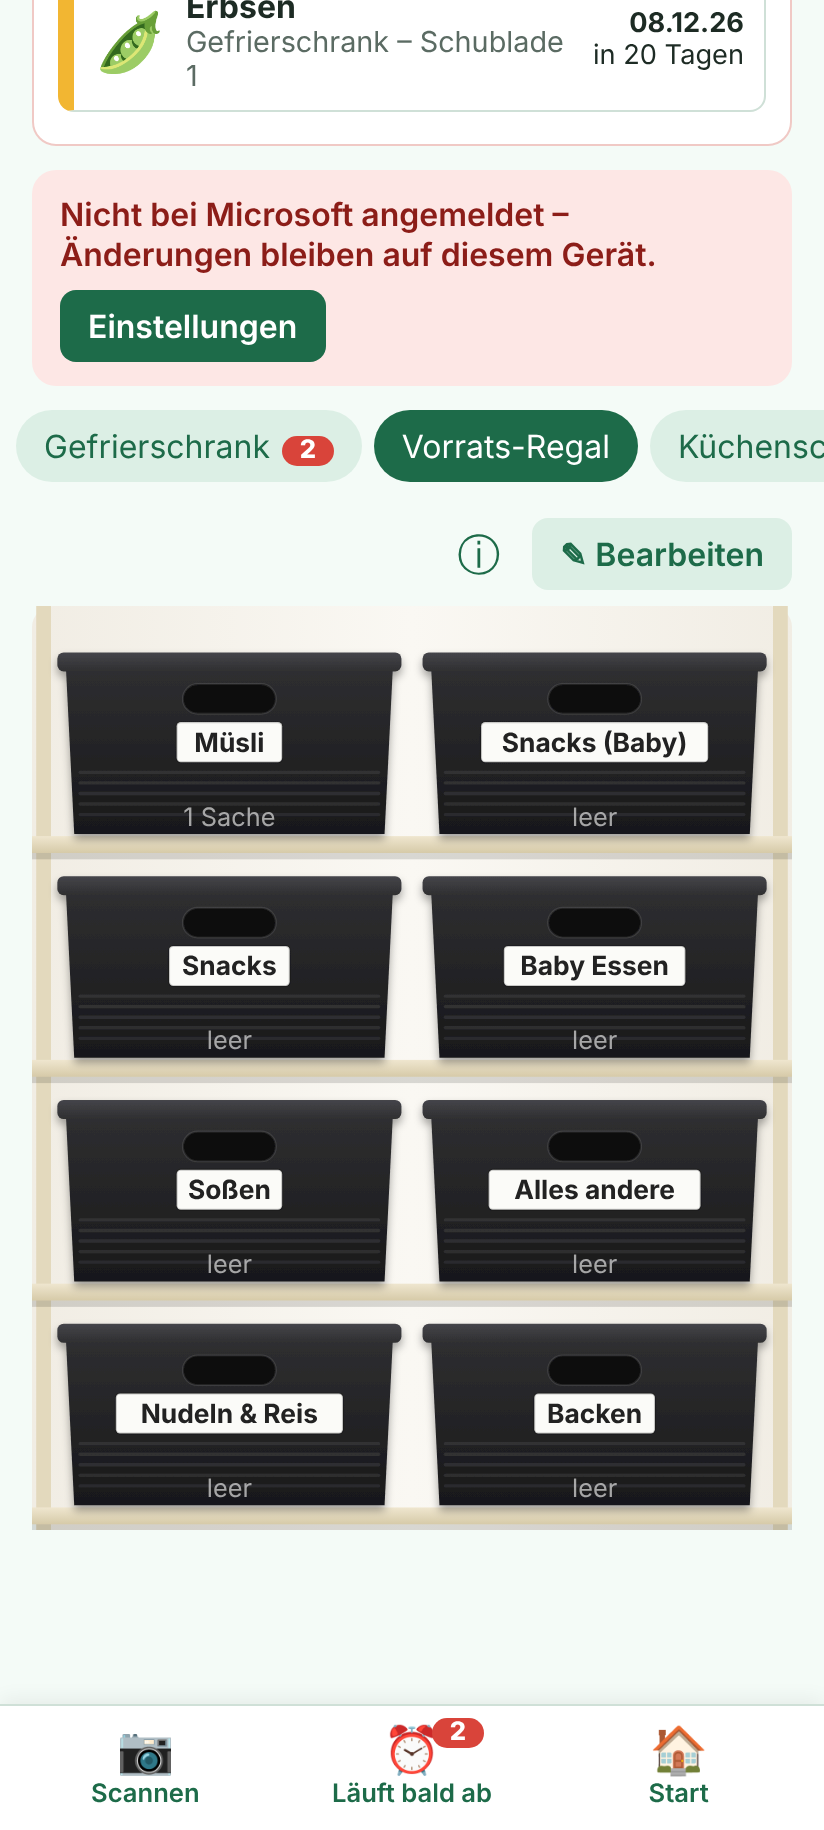 Erbsen
Gefrierschrank – Schublade
1
08.12.26
in 20 Tagen
Nicht bei Microsoft angemeldet –
Änderungen bleiben auf diesem Gerät.
Einstellungen
Gefrierschrank 2
Vorrats-Regal
Küchensc
ⓘ
✎ Bearbeiten
Müsli
1 Sache
Snacks (Baby)
leer
Snacks
leer
Baby Essen
leer
Soßen
leer
Alles andere
leer
Nudeln & Reis
leer
Backen
leer
Scannen
2
Läuft bald ab
Start